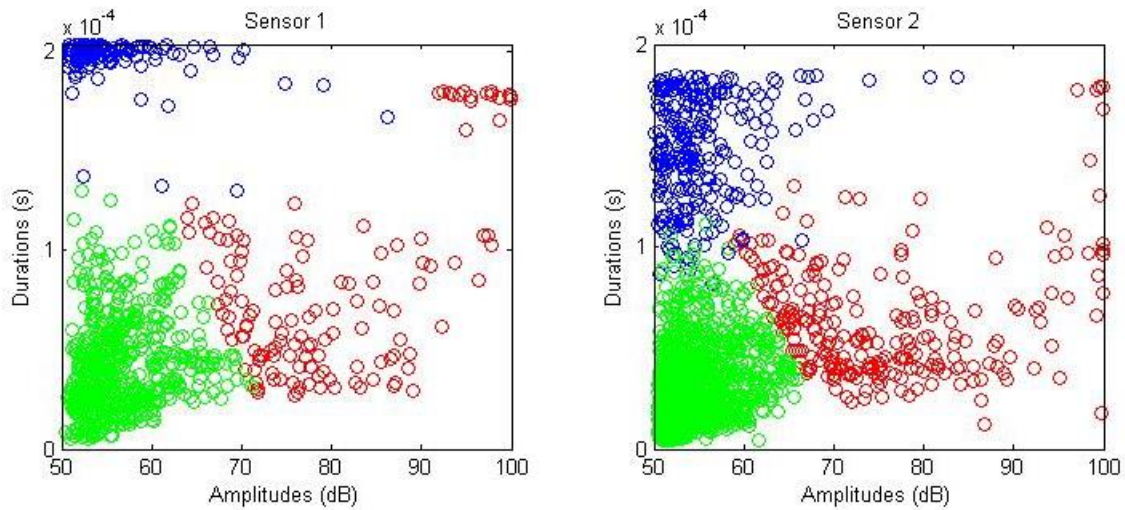 x 10⁻⁴
Sensor 1
2
1
0
50 60 70 80 90 100
Durations (s)
Amplitudes (dB)
x 10⁻⁴
Sensor 2
2
1
0
50 60 70 80 90 100
Durations (s)
Amplitudes (dB)